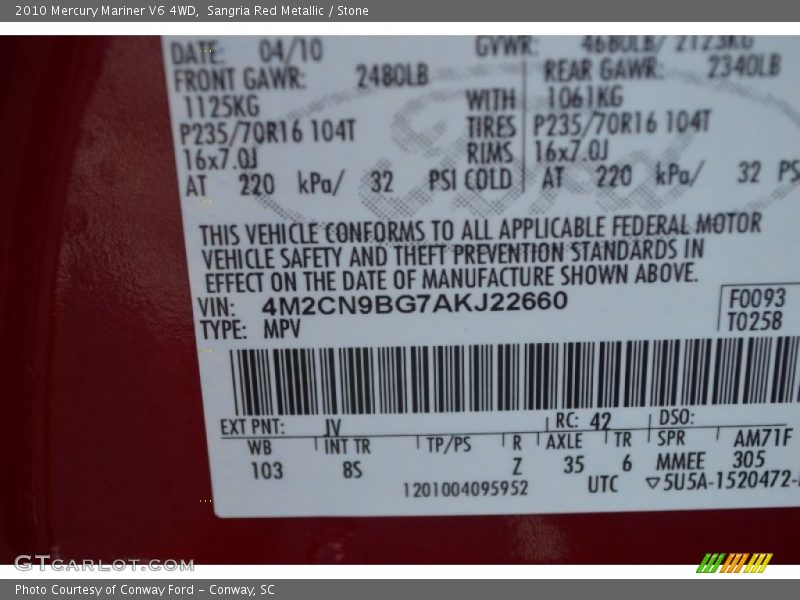 2010 Mercury Mariner V6 4WD, Sangria Red Metallic / Stone
DATE: 04/10 GVWR: 4680LB/ 2123KG
FRONT GAWR: 2480LB REAR GAWR: 2340LB
1125KG WITH 1061KG
P235/70R16 104T TIRES P235/70R16 104T
16x7.0J RIMS 16x7.0J
AT 220 kPa/ 32 PSI COLD AT 220 kPa/ 32 PS
THIS VEHICLE CONFORMS TO ALL APPLICABLE FEDERAL MOTOR
VEHICLE SAFETY AND THEFT PREVENTION STANDARDS IN
EFFECT ON THE DATE OF MANUFACTURE SHOWN ABOVE.
VIN: 4M2CN9BG7AKJ22660 F0093
TYPE: MPV T0258
EXT PNT: JV RC: 42 DSO:
WB INT TR TP/PS R AXLE TR SPR AM71F
103 8S Z 35 6 MMEE 305
1201004095952 UTC ▽5U5A-1520472-
GTCARLOT.COM
Photo Courtesy of Conway Ford - Conway, SC